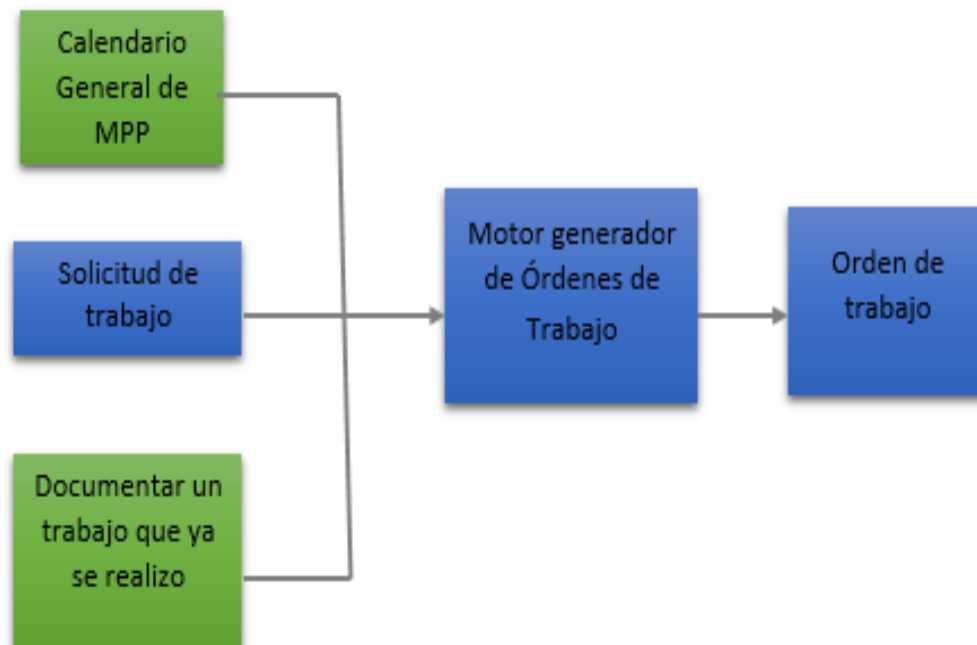 Calendario
General de
MPP
Solicitud de
trabajo
Documentar un
trabajo que ya
se realizo
Motor generador
de Órdenes de
Trabajo
Orden de
trabajo